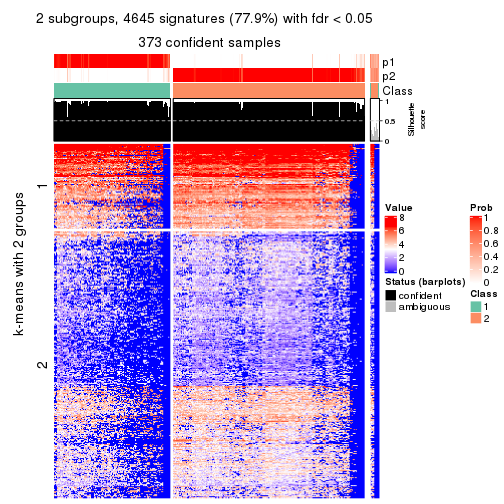 2 subgroups, 4645 signatures (77.9%) with fdr < 0.05
373 confident samples
p1
p2
Class
1
0.5
0
Silhouette
score
k-means with 2 groups
1
2
Value
8
6
4
2
0
Status (barplots)
confident
ambiguous
Prob
1
0.8
0.6
0.4
0.2
0
Class
1
2